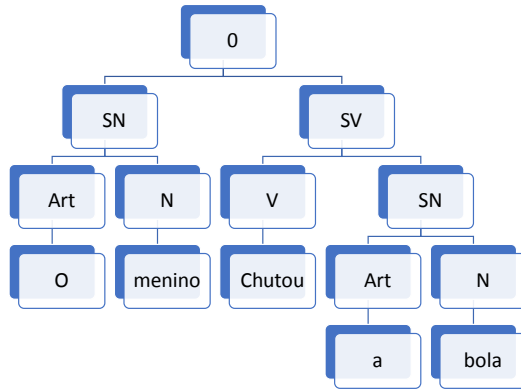 0
SN SV
Art N V SN
O menino Chutou Art N
a bola